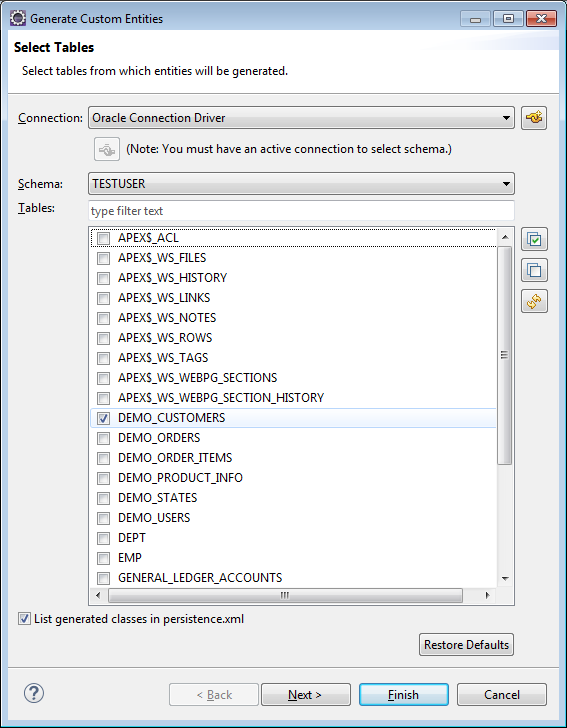 Generate Custom Entities
Select Tables
Select tables from which entities will be generated.
Connection: Oracle Connection Driver
(Note: You must have an active connection to select schema.)
Schema: TESTUSER
Tables: type filter text
APEX$_ACL
APEX$_WS_FILES
APEX$_WS_HISTORY
APEX$_WS_LINKS
APEX$_WS_NOTES
APEX$_WS_ROWS
APEX$_WS_TAGS
APEX$_WS_WEBPG_SECTIONS
APEX$_WS_WEBPG_SECTION_HISTORY
DEMO_CUSTOMERS
DEMO_ORDERS
DEMO_ORDER_ITEMS
DEMO_PRODUCT_INFO
DEMO_STATES
DEMO_USERS
DEPT
EMP
GENERAL_LEDGER_ACCOUNTS
List generated classes in persistence.xml
Restore Defaults
? < Back Next > Finish Cancel